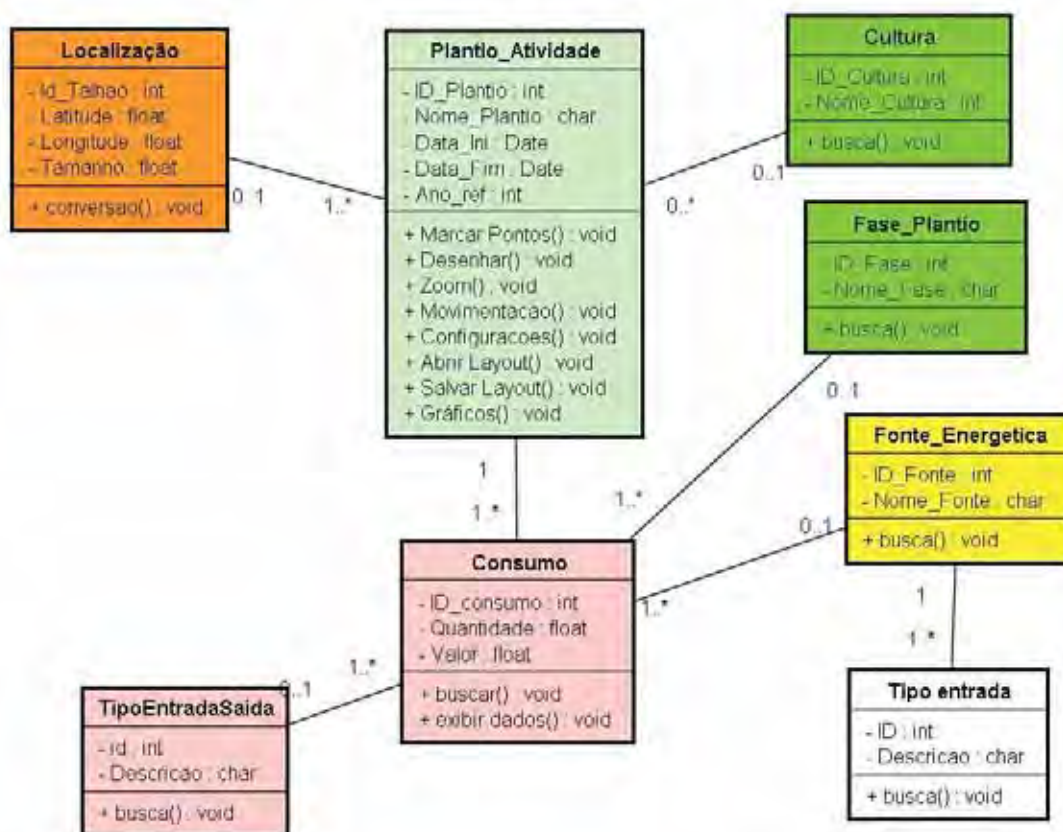 Localização
- Id_Talhao : int
- Latitude : float
- Longitude : float
- Tamanho : float
+ conversao() : void
0 1
1..*
Plantio_Atividade
- ID_Plantio : int
- Nome_Plantio : char
- Data_Ini : Date
- Data_Fim : Date
- Ano_ref : int
+ Marcar Pontos() : void
+ Desenhar() : void
+ Zoom() : void
+ Movimentacao() : void
+ Configuracoes() : void
+ Abrir Layout() : void
+ Salvar Layout() : void
+ Gráficos() : void
Cultura
- ID_Cultura : int
- Nome_Cultura : int
+ busca() : void
0..1
0..*
Fase_Plantio
- ID_Fase : int
- Nome_Fase : char
+ busca() : void
0..1
1..*
1
1..*
Fonte_Energetica
- ID_Fonte : int
- Nome_Fonte : char
+ busca() : void
0..1
1..*
Consumo
- ID_consumo : int
- Quantidade : float
- Valor : float
+ buscar() : void
+ exibir dados() : void
1
1..*
Tipo entrada
- ID : int
- Descricao : char
+ busca() : void
1..*
0..1
TipoEntradaSaida
- id : int
- Descricao : char
+ busca() : void